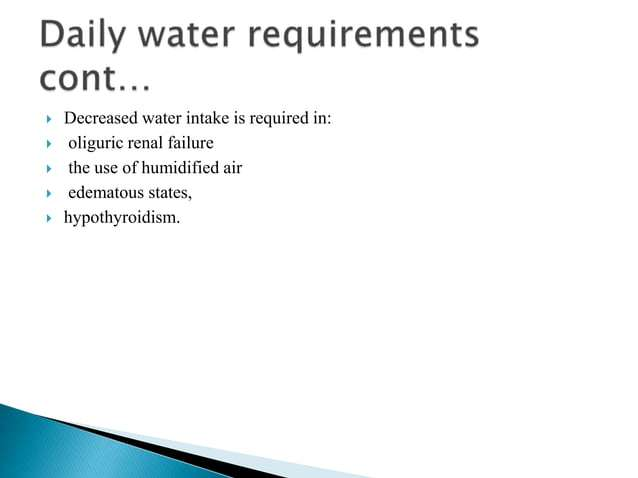 Daily water requirements
cont…
Decreased water intake is required in:
oliguric renal failure
the use of humidified air
edematous states,
hypothyroidism.